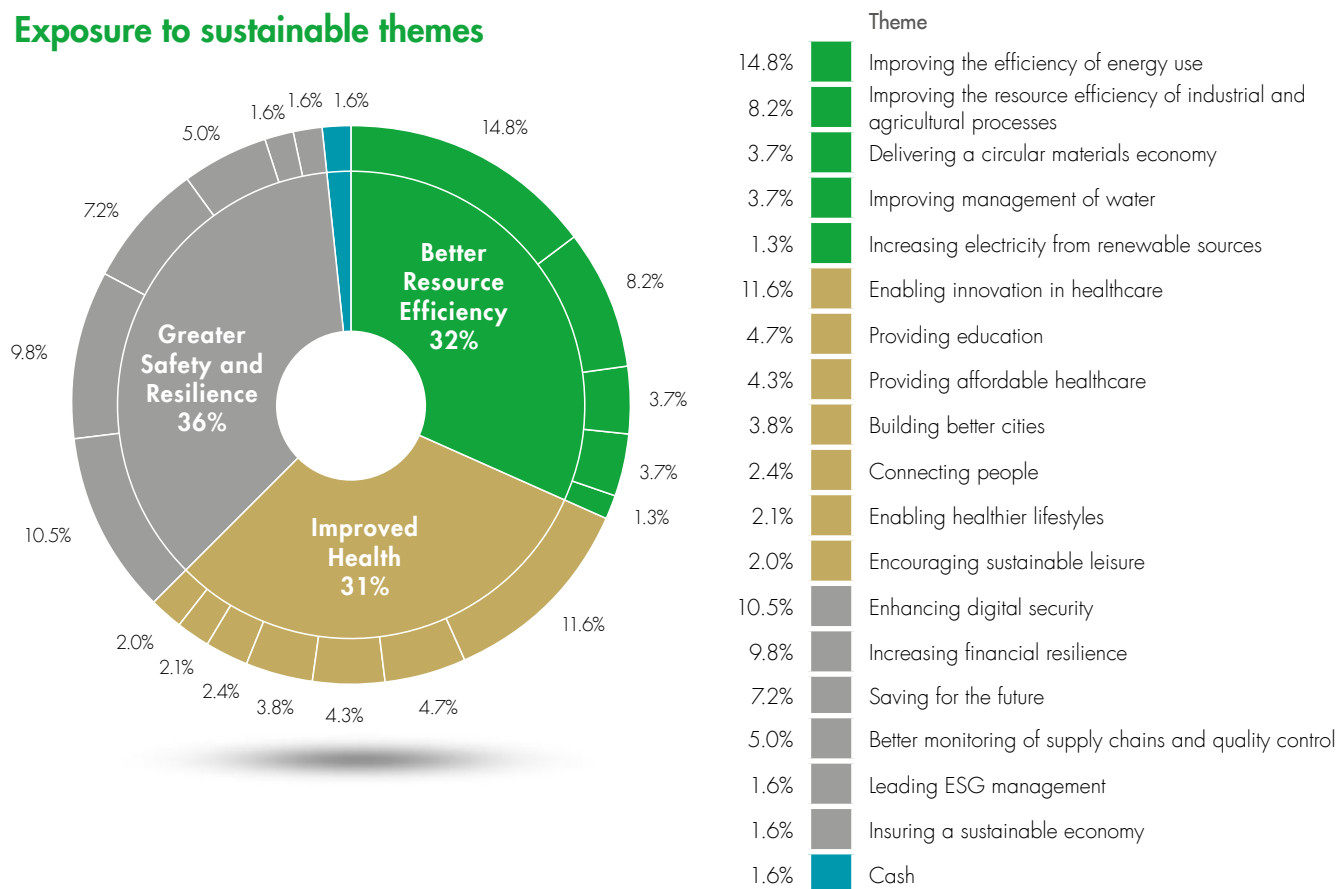 Exposure to sustainable themes
1.6%
1.6%
1.6%
14.8%
5.0%
7.2%
8.2%
9.8%
3.7%
3.7%
10.5%
1.3%
11.6%
2.0%
2.1%
2.4%
3.8%
4.3%
4.7%
Better
Resource
Efficiency
32%
Greater
Safety and
Resilience
36%
Improved
Health
31%
Theme
14.8% Improving the efficiency of energy use
8.2% Improving the resource efficiency of industrial and
agricultural processes
3.7% Delivering a circular materials economy
3.7% Improving management of water
1.3% Increasing electricity from renewable sources
11.6% Enabling innovation in healthcare
4.7% Providing education
4.3% Providing affordable healthcare
3.8% Building better cities
2.4% Connecting people
2.1% Enabling healthier lifestyles
2.0% Encouraging sustainable leisure
10.5% Enhancing digital security
9.8% Increasing financial resilience
7.2% Saving for the future
5.0% Better monitoring of supply chains and quality control
1.6% Leading ESG management
1.6% Insuring a sustainable economy
1.6% Cash